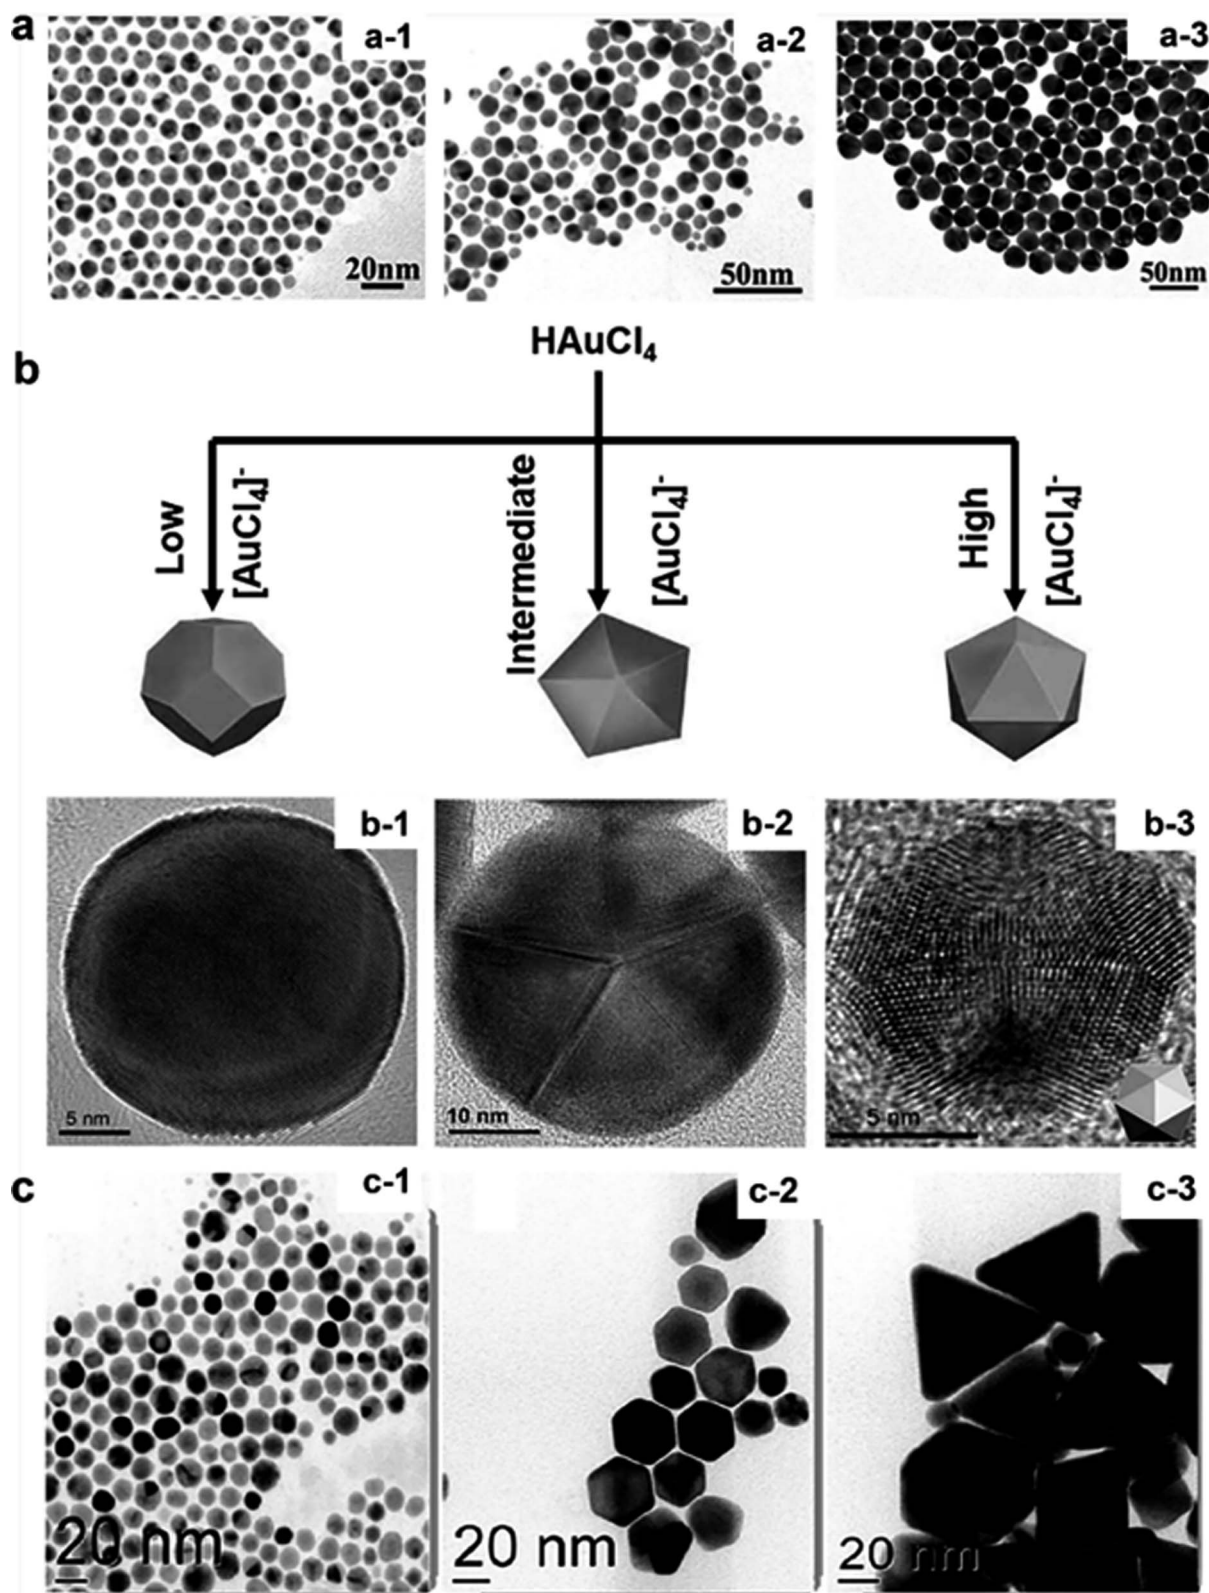 a
a-1
a-2
a-3
20nm
50nm
50nm
b
HAuCl₄
Low
[AuCl₄]⁻
Intermediate
[AuCl₄]⁻
High
[AuCl₄]⁻
b-1
b-2
b-3
5 nm
10 nm
5 nm
c
c-1
c-2
c-3
20 nm
20 nm
20 nm